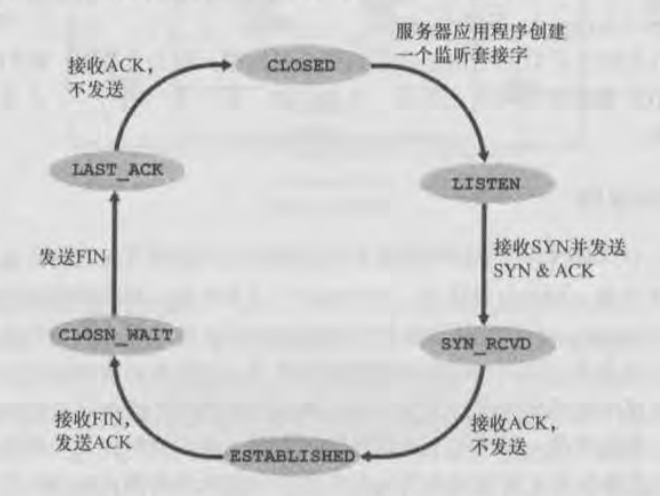 服务器应用程序创建
一个监听套接字
接收ACK,
不发送
CLOSED
LAST_ACK
LISTEN
发送FIN
接收SYN并发送
SYN & ACK
CLOSN_WAIT
SYN_RCVD
接收FIN,
发送ACK
接收ACK,
不发送
ESTABLISHED